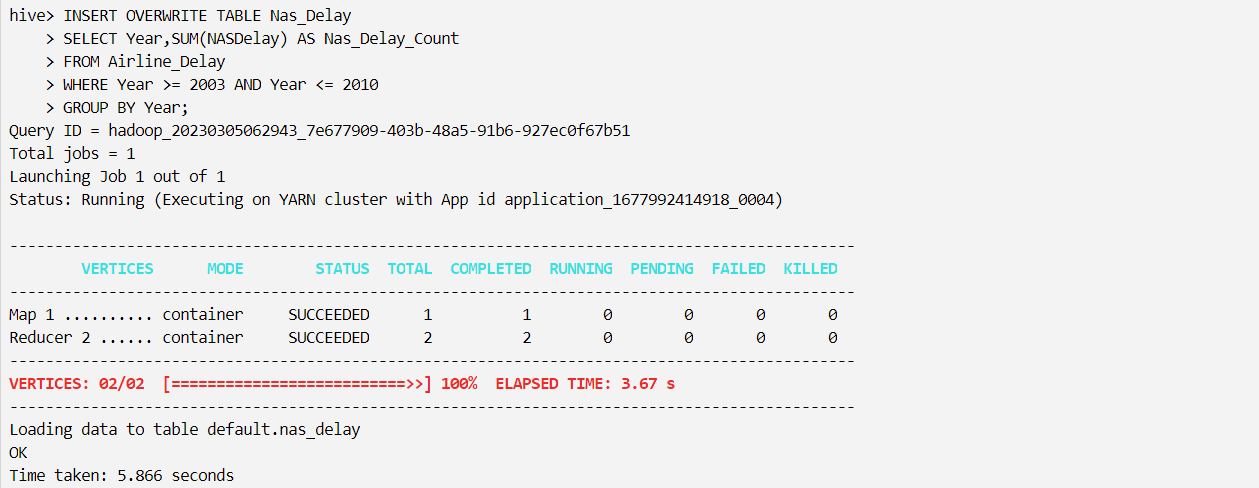 hive> INSERT OVERWRITE TABLE Nas_Delay
    > SELECT Year,SUM(NASDelay) AS Nas_Delay_Count
    > FROM Airline_Delay
    > WHERE Year >= 2003 AND Year <= 2010
    > GROUP BY Year;
Query ID = hadoop_20230305062943_7e677909-403b-48a5-91b6-927ec0f67b51
Total jobs = 1
Launching Job 1 out of 1
Status: Running (Executing on YARN cluster with App id application_1677992414918_0004)

----------------------------------------------------------------------------------------------
        VERTICES      MODE        STATUS  TOTAL  COMPLETED  RUNNING  PENDING  FAILED  KILLED
----------------------------------------------------------------------------------------------
Map 1 .......... container     SUCCEEDED      1          1        0        0       0       0
Reducer 2 ...... container     SUCCEEDED      2          2        0        0       0       0
----------------------------------------------------------------------------------------------
VERTICES: 02/02  [==========================>>] 100%  ELAPSED TIME: 3.67 s
----------------------------------------------------------------------------------------------
Loading data to table default.nas_delay
OK
Time taken: 5.866 seconds